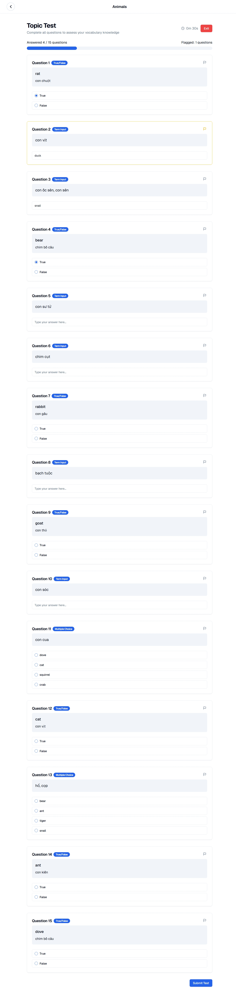 Animals
Topic Test
Complete all questions to assess your vocabulary knowledge
0m 30s
Exit
Answered 4 / 15 questions
Flagged: 1 questions
Question 1 True/False
rat
con chuột
True
False
Question 2 Term Input
con vịt
duck
Question 3 Term Input
con ốc sên, con sên
snail
Question 4 True/False
bear
chim bồ câu
True
False
Question 5 Term Input
con sư tử
Type your answer here...
Question 6 Term Input
chim cụt
Type your answer here...
Question 7 True/False
rabbit
con gấu
True
False
Question 8 Term Input
bạch tuộc
Type your answer here...
Question 9 True/False
goat
con thỏ
True
False
Question 10 Term Input
con sóc
Type your answer here...
Question 11 Multiple Choice
con cua
dove
cat
squirrel
crab
Question 12 True/False
cat
con vịt
True
False
Question 13 Multiple Choice
hổ, cọp
bear
ant
tiger
snail
Question 14 True/False
ant
con kiến
True
False
Question 15 True/False
dove
chim bồ câu
True
False
Submit Test